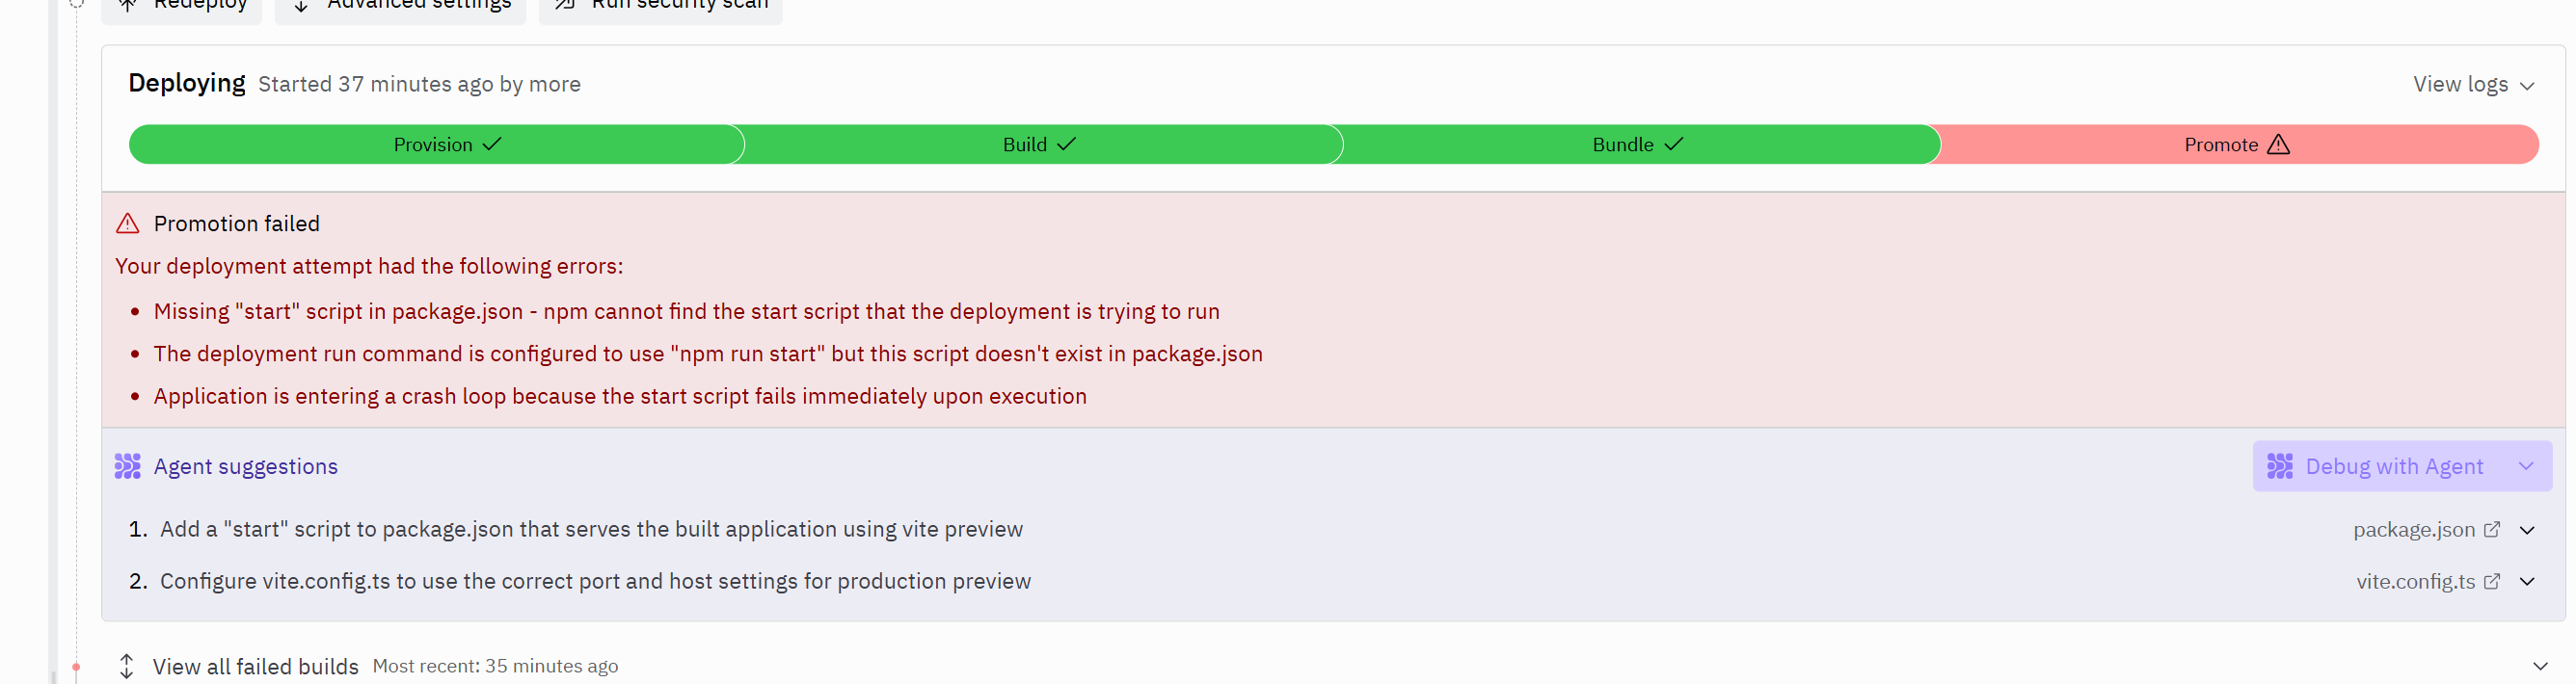 Redeploy
Advanced settings
Run security scan
Deploying Started 37 minutes ago by more
View logs
Provision
Build
Bundle
Promote
Promotion failed
Your deployment attempt had the following errors:
• Missing "start" script in package.json - npm cannot find the start script that the deployment is trying to run
• The deployment run command is configured to use "npm run start" but this script doesn't exist in package.json
• Application is entering a crash loop because the start script fails immediately upon execution
Agent suggestions
Debug with Agent
1. Add a "start" script to package.json that serves the built application using vite preview
package.json
2. Configure vite.config.ts to use the correct port and host settings for production preview
vite.config.ts
View all failed builds Most recent: 35 minutes ago